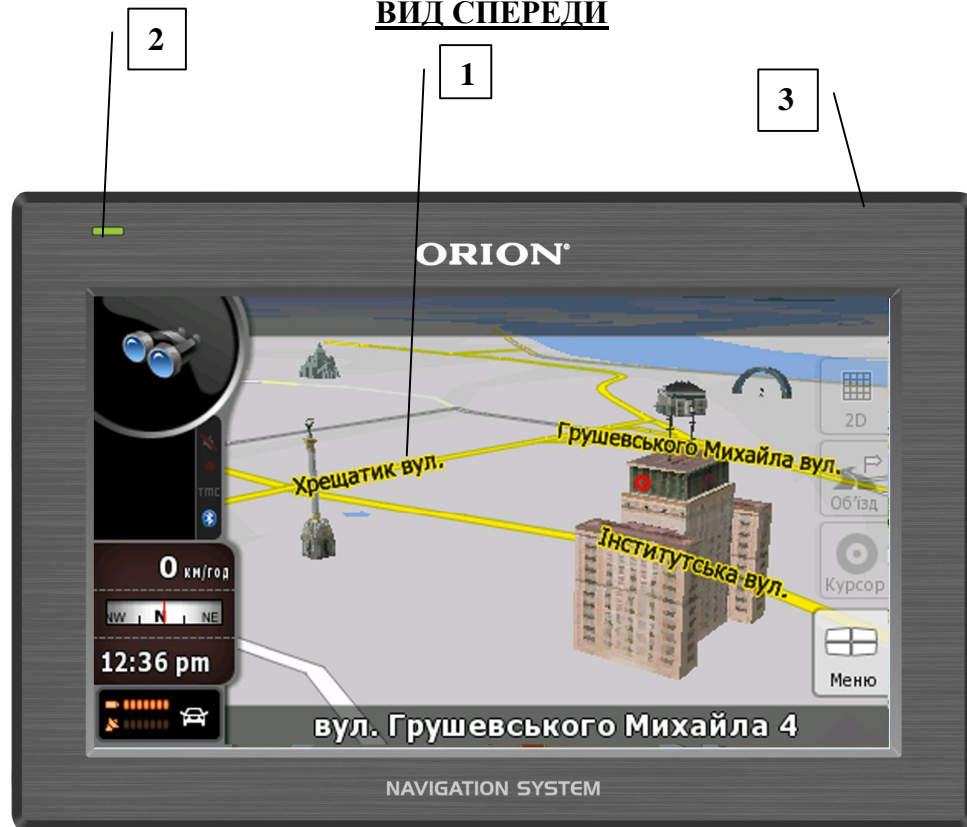 ВИД СПЕРЕДИ
2
1
3
ORION
2D
Грушевського Михайла вул.
Хрещатик вул.
TMC
Об'їзд
Інститутська вул.
Курсор
0 км/год
NW N NE
12:36 pm
Меню
вул. Грушевського Михайла 4
NAVIGATION SYSTEM